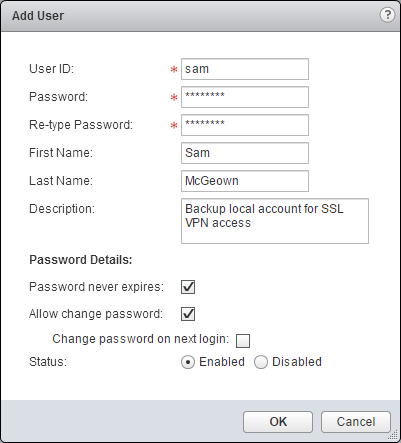 Add User
?
User ID: * sam
Password: * ********
Re-type Password: * ********
First Name: Sam
Last Name: McGeown
Description: Backup local account for SSL
VPN access
Password Details:
Password never expires:
Allow change password:
Change password on next login:
Status: Enabled Disabled
OK Cancel